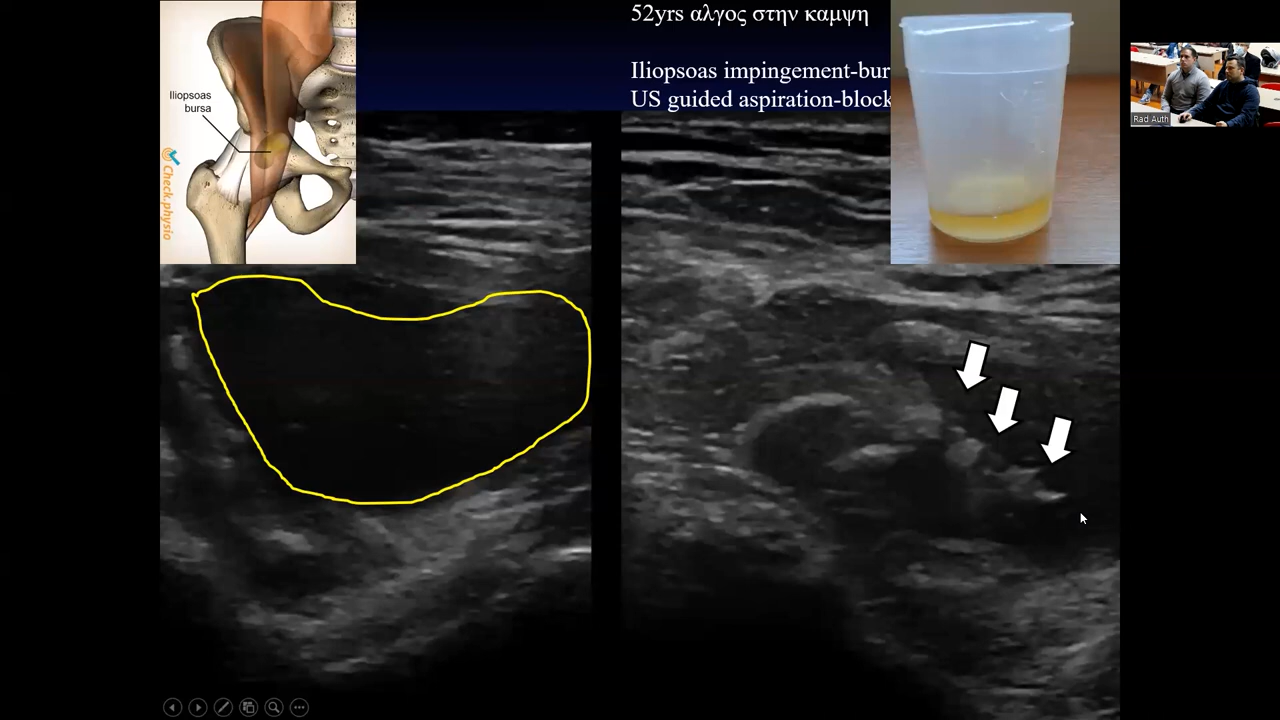 52yrs αλγος στην καμψη
Iliopsoas impingement-bur
US guided aspiration-block
Iliopsoas
bursa
Check.physio
Rad Auth